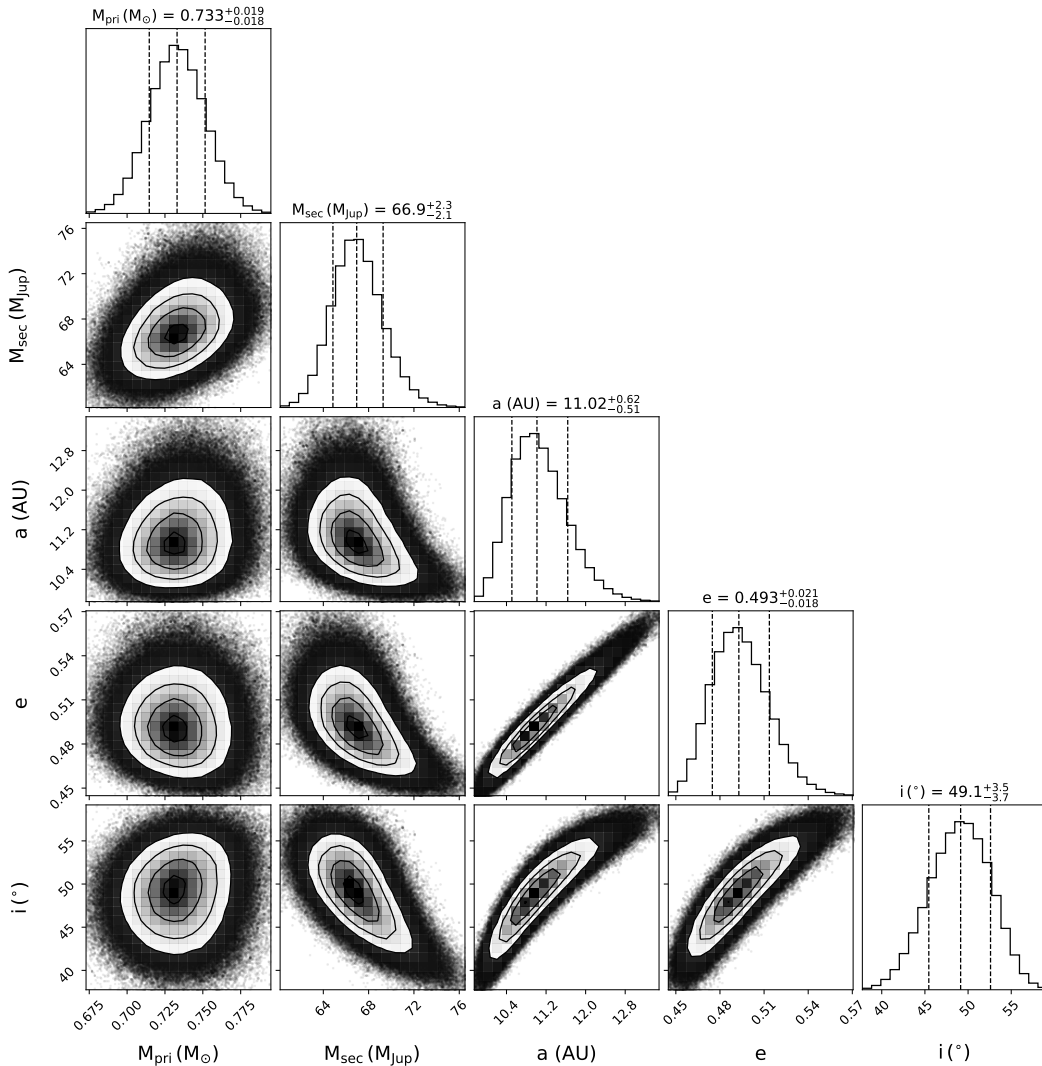 M_pri (M_⊙) = 0.733 +0.019 −0.018
M_sec (M_Jup) = 66.9 +2.3 −2.1
76
72
68
64
M_sec (M_Jup)
a (AU) = 11.02 +0.62 −0.51
12.8
12.0
11.2
10.4
a (AU)
e = 0.493 +0.021 −0.018
0.57
0.54
0.51
0.48
0.45
e
i (°) = 49.1 +3.5 −3.7
55
50
45
40
i (°)
0.675 0.700 0.725 0.750 0.775
64 68 72 76
10.4 11.2 12.0 12.8
0.45 0.48 0.51 0.54 0.57
40 45 50 55
M_pri (M_⊙) M_sec (M_Jup) a (AU) e i (°)